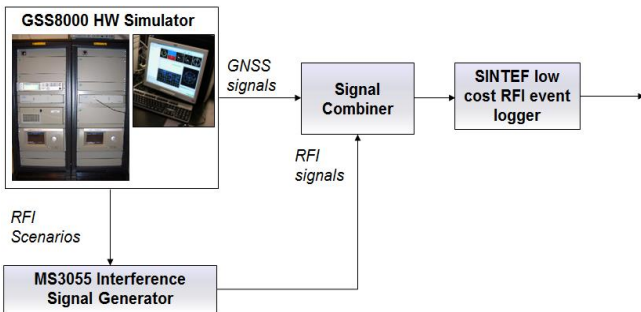 GSS8000 HW Simulator
GNSS
signals
Signal
Combiner
SINTEF low
cost RFI event
logger
RFI
signals
RFI
Scenarios
MS3055 Interference
Signal Generator